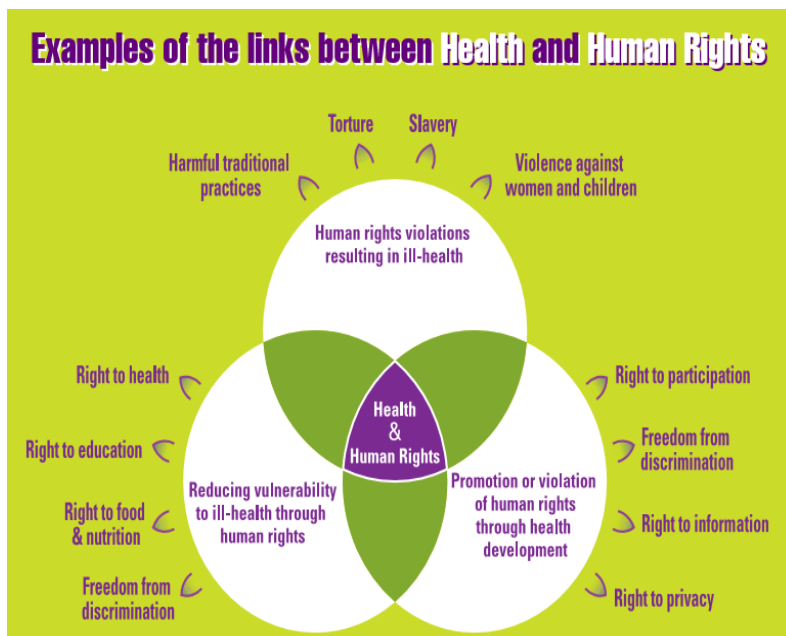 Examples of the links between Health and Human Rights
Torture
Slavery
Harmful traditional
practices
Violence against
women and children
Human rights violations
resulting in ill-health
Right to health
Right to education
Right to food
& nutrition
Freedom from
discrimination
Reducing vulnerability
to ill-health through
human rights
Health
&
Human Rights
Promotion or violation
of human rights
through health
development
Right to participation
Freedom from
discrimination
Right to information
Right to privacy